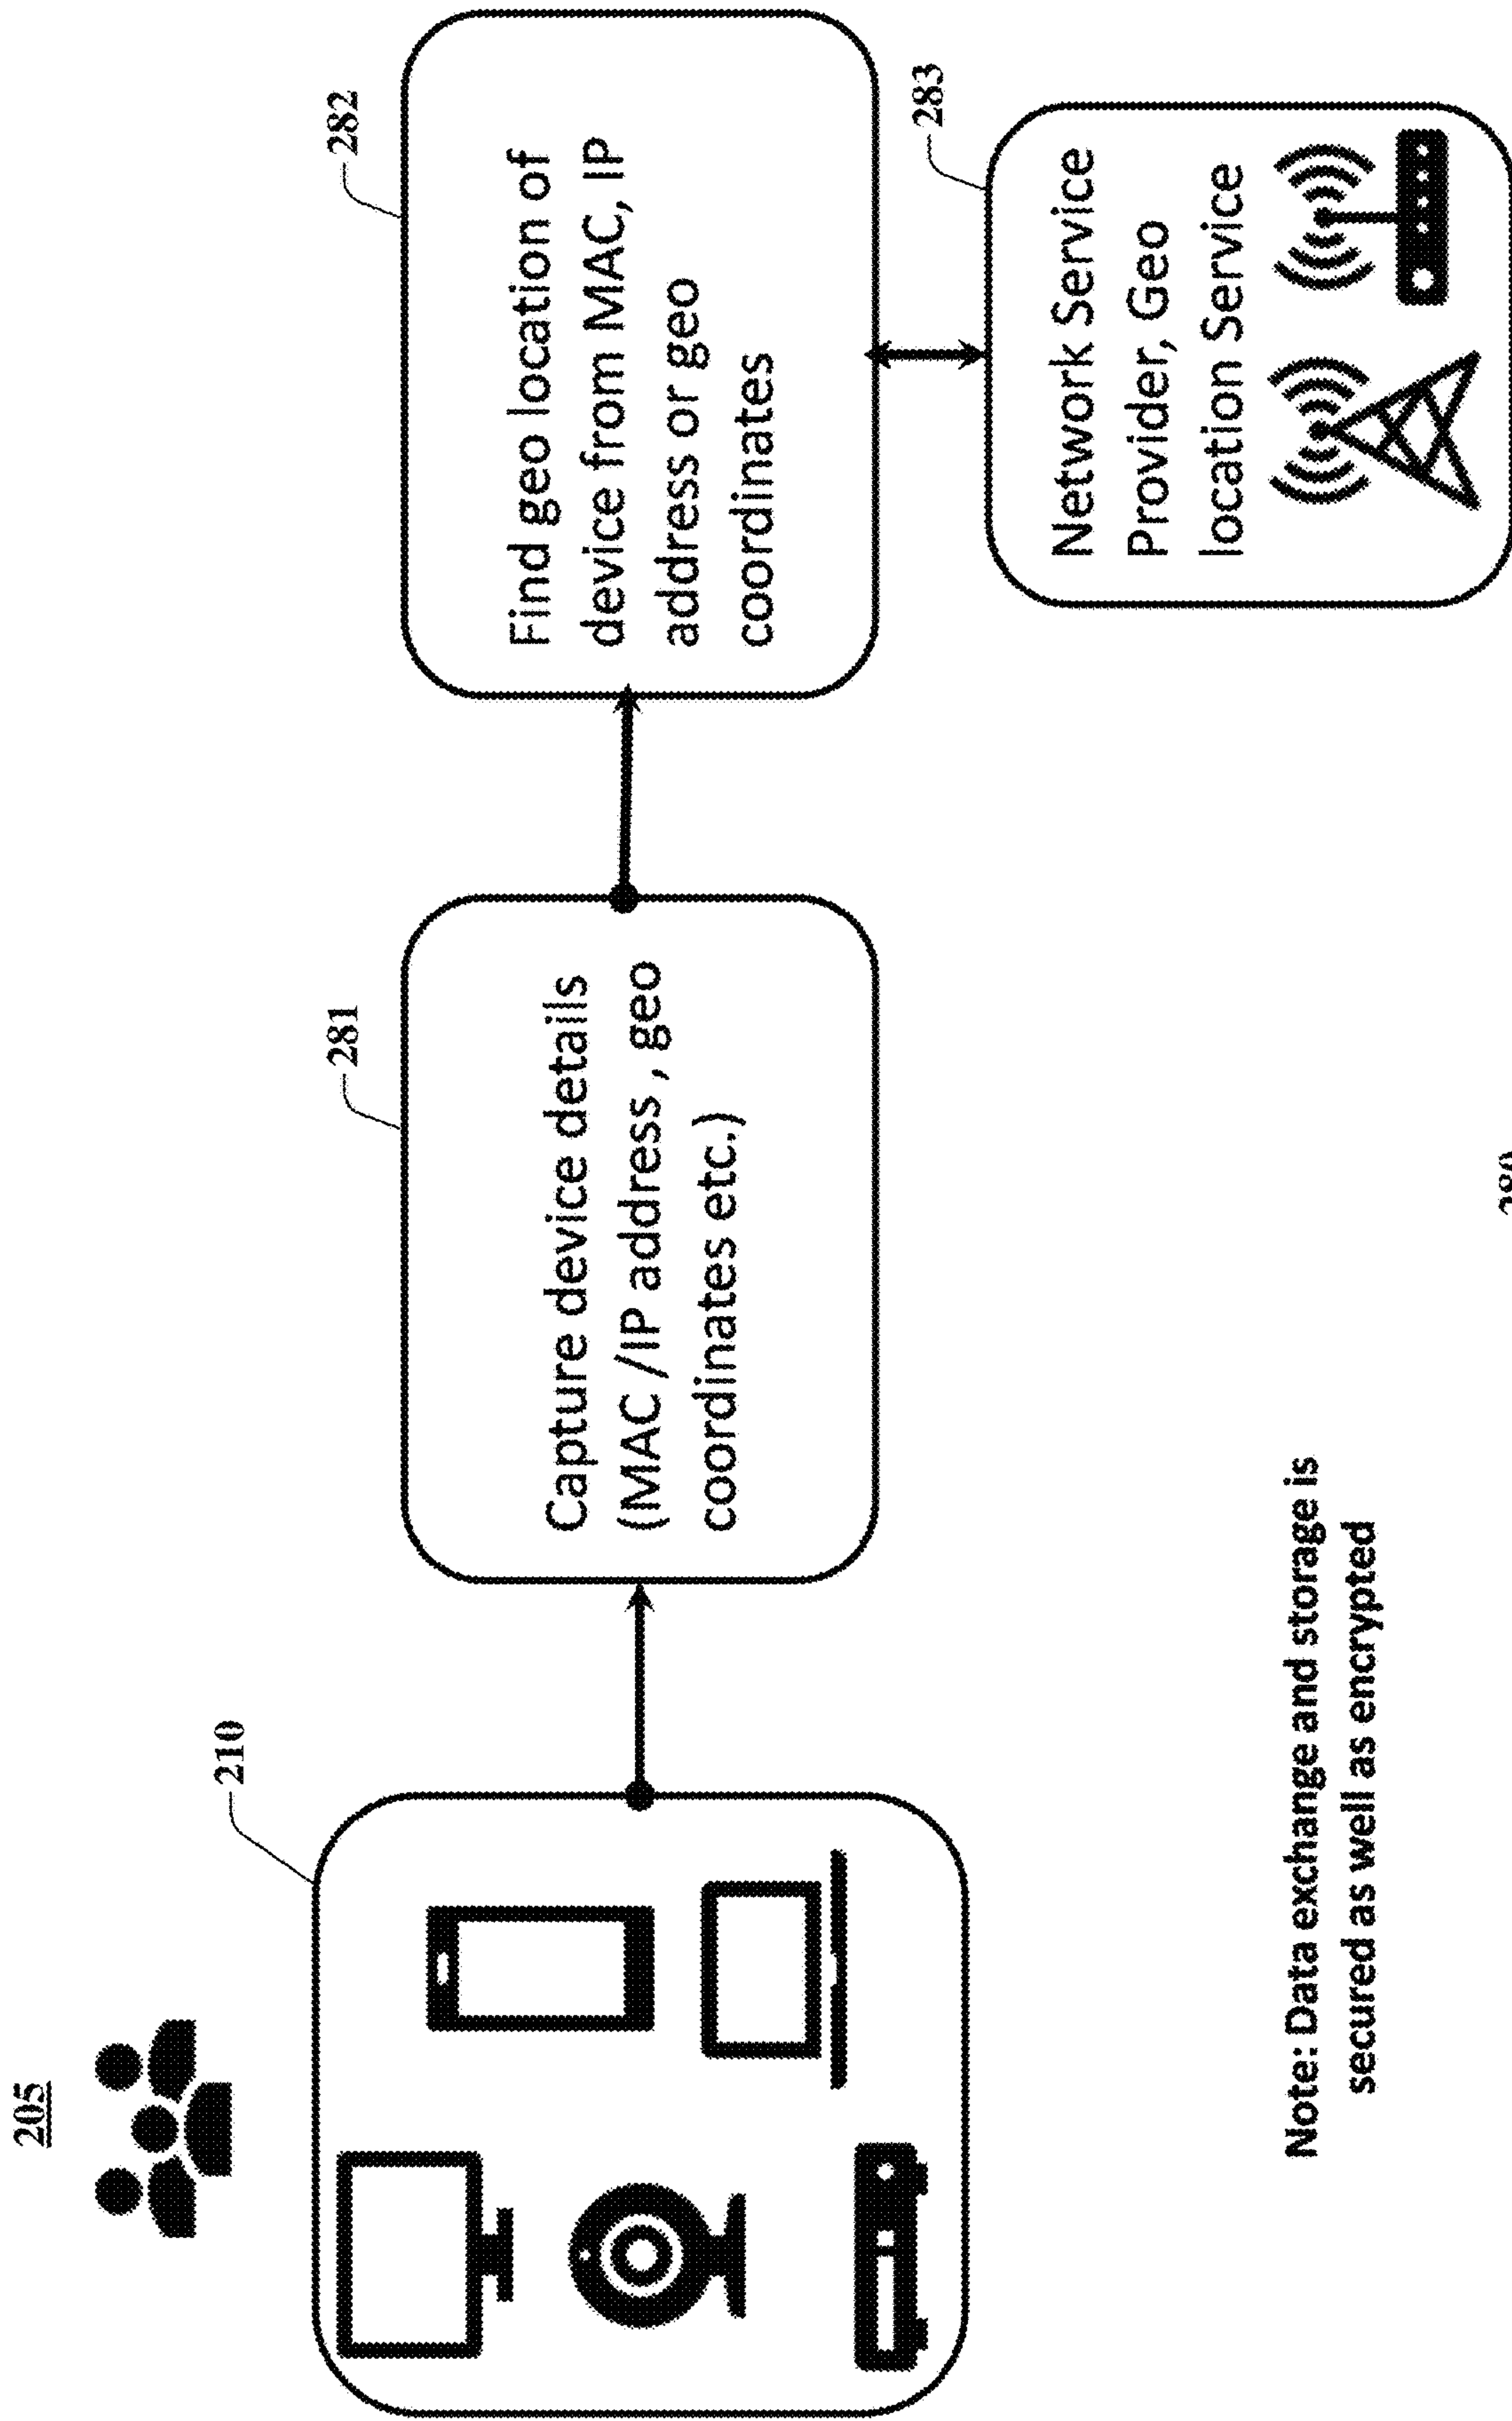 205
210
281
282
Capture device details
(MAC /IP address , geo
coordinates etc.)
Find geo location of
device from MAC, IP
address or geo
coordinates
283
Network Service
Provider, Geo
location Service
Note: Data exchange and storage is
secured as well as encrypted